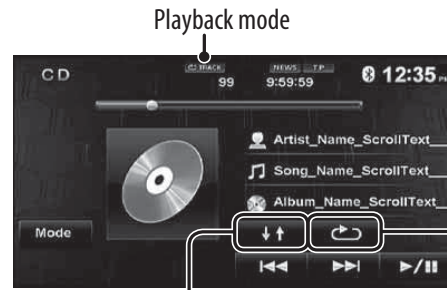 Playback mode
CD
TRACK NEWS TP
99 9:59:59 12:35
Artist_Name_ScrollText_
Song_Name_ScrollText_
Album_Name_ScrollText_
Mode